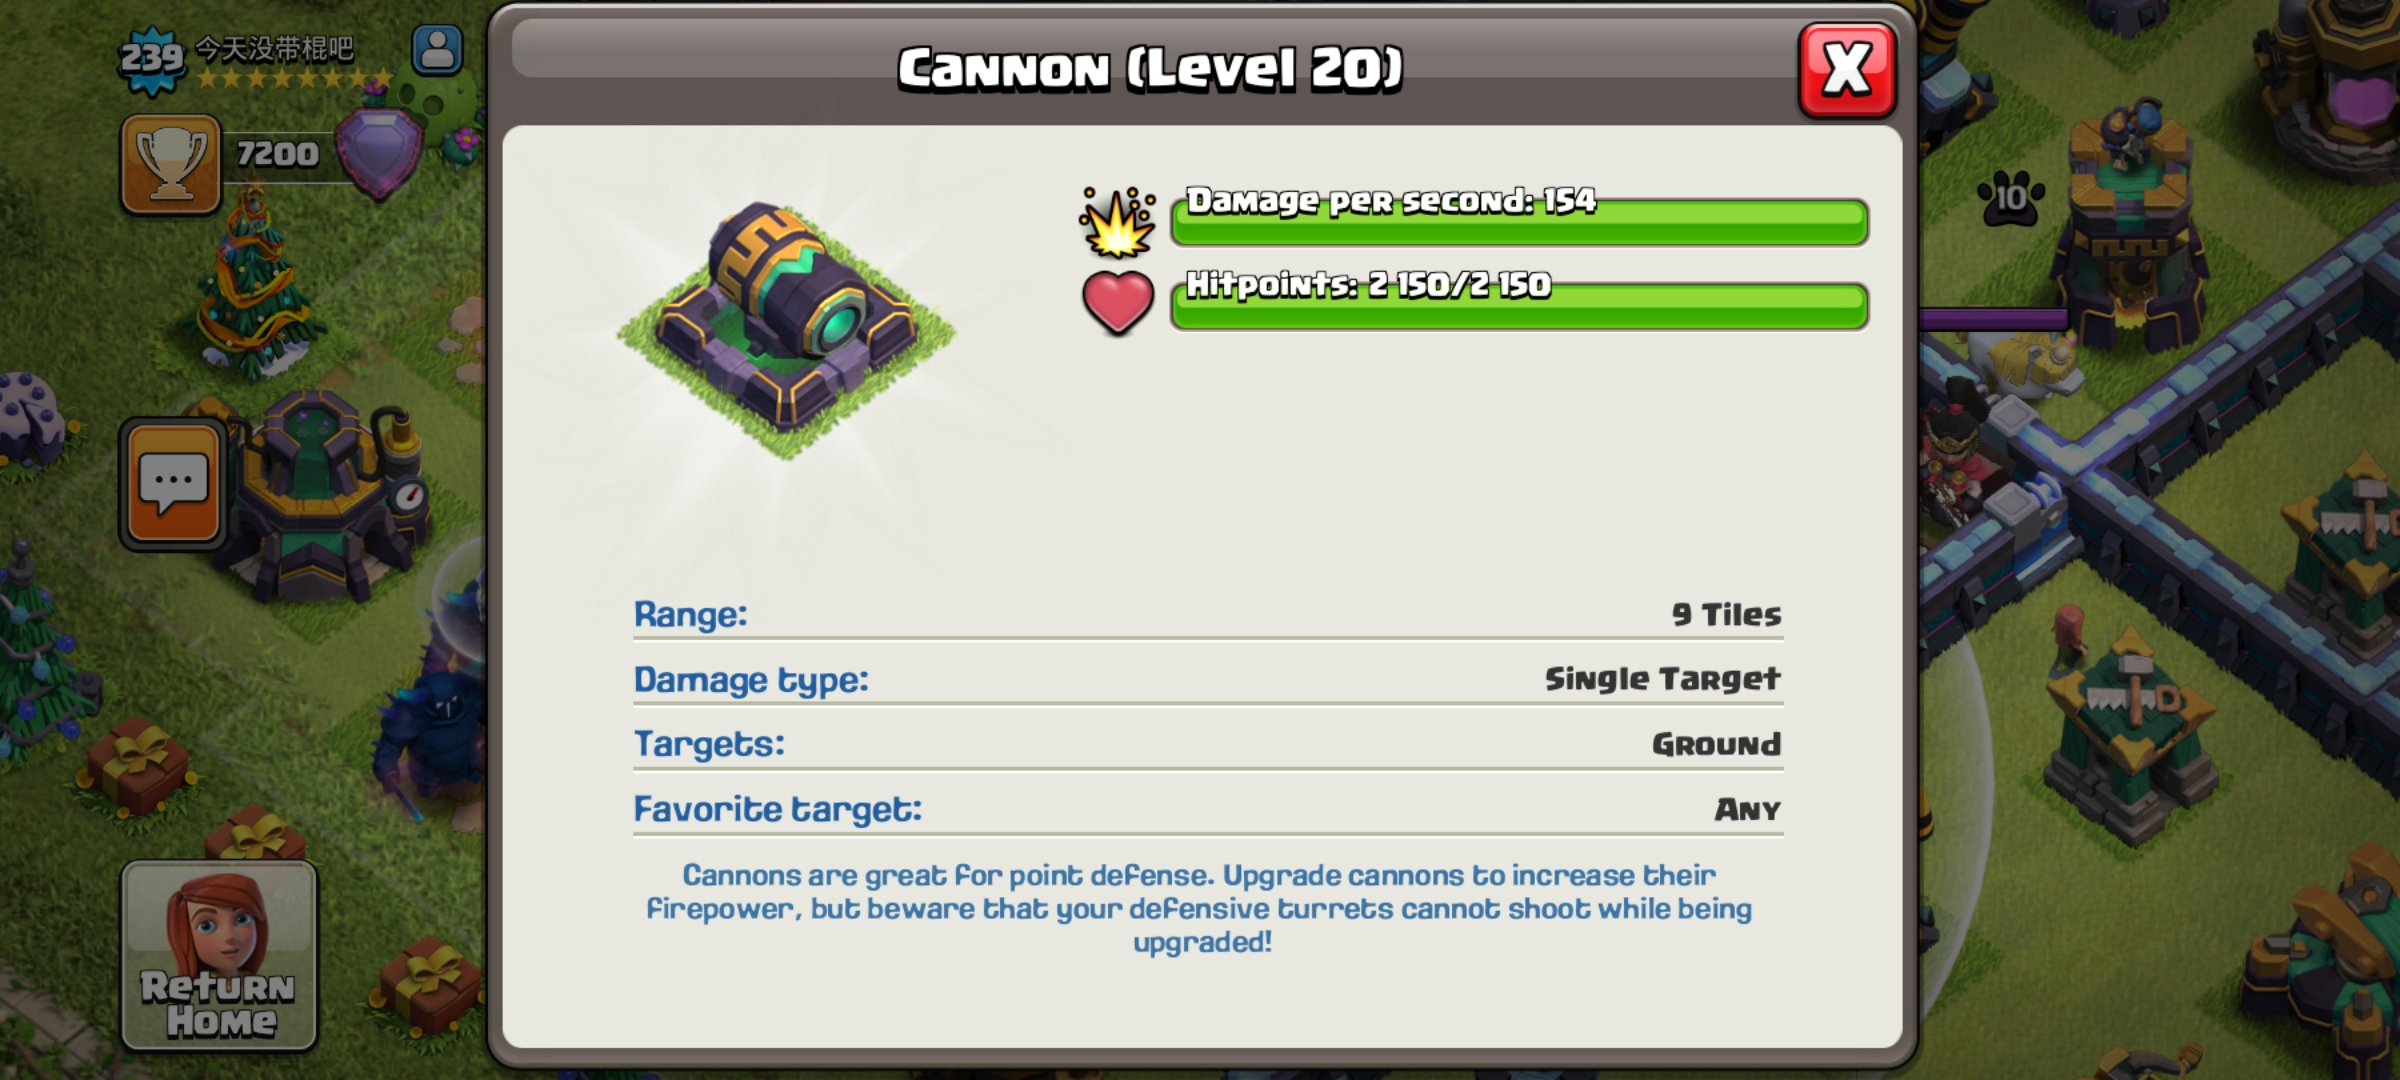 239
今天没带棍吧
7200
Cannon (Level 20)
X
Damage per second: 154
Hitpoints: 2 150/2 150
10
Range: 9 Tiles
Damage type: Single Target
Targets: Ground
Favorite target: Any
Cannons are great for point defense. Upgrade cannons to increase their
firepower, but beware that your defensive turrets cannot shoot while being
upgraded!
Return
Home